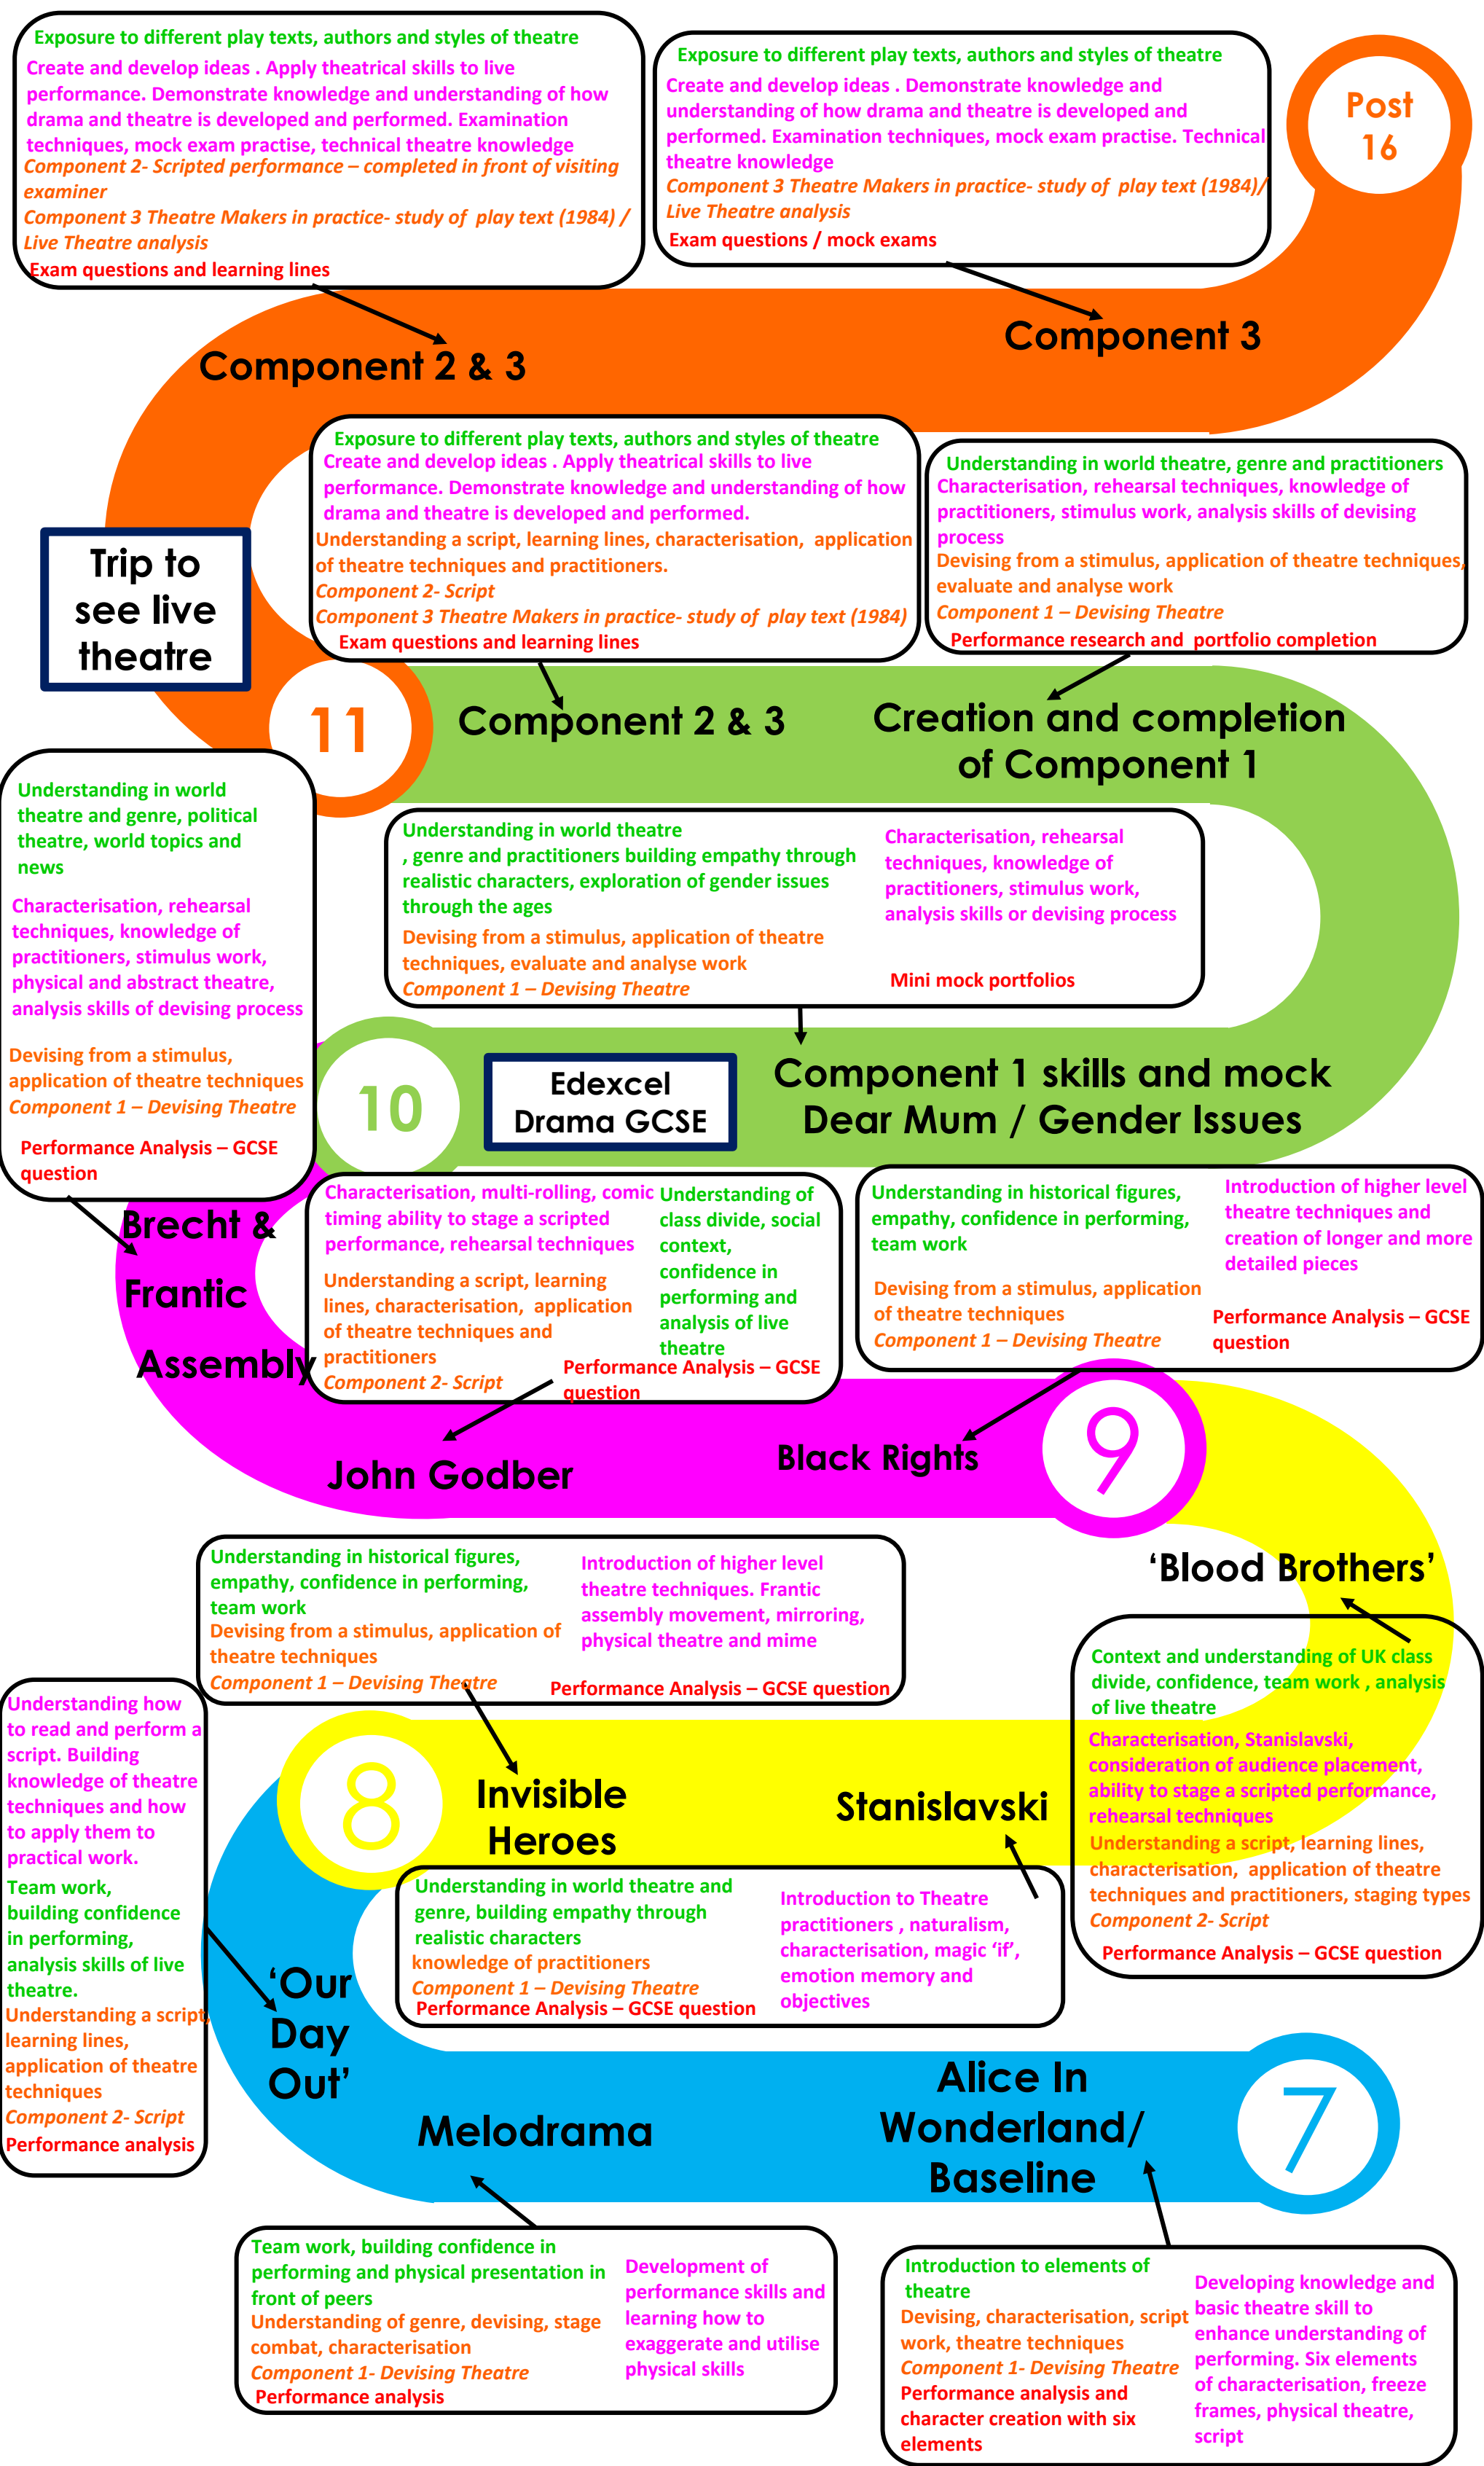 Exposure to different play texts, authors and styles of theatre
Create and develop ideas . Apply theatrical skills to live
performance. Demonstrate knowledge and understanding of how
drama and theatre is developed and performed. Examination
techniques, mock exam practise, technical theatre knowledge
Component 2- Scripted performance – completed in front of visiting
examiner
Component 3 Theatre Makers in practice- study of play text (1984) /
Live Theatre analysis
Exam questions and learning lines
Exposure to different play texts, authors and styles of theatre
Create and develop ideas . Demonstrate knowledge and
understanding of how drama and theatre is developed and
performed. Examination techniques, mock exam practise. Technical
theatre knowledge
Component 3 Theatre Makers in practice- study of play text (1984)/
Live Theatre analysis
Exam questions / mock exams
Post
16
Component 3
Component 2 & 3
Exposure to different play texts, authors and styles of theatre
Create and develop ideas . Apply theatrical skills to live
performance. Demonstrate knowledge and understanding of how
drama and theatre is developed and performed.
Understanding a script, learning lines, characterisation, application
of theatre techniques and practitioners.
Component 2- Script
Component 3 Theatre Makers in practice- study of play text (1984)
Exam questions and learning lines
Understanding in world theatre, genre and practitioners
Characterisation, rehearsal techniques, knowledge of
practitioners, stimulus work, analysis skills of devising
process
Devising from a stimulus, application of theatre techniques,
evaluate and analyse work
Component 1 – Devising Theatre
Performance research and portfolio completion
Trip to
see live
theatre
11
Component 2 & 3
Creation and completion
of Component 1
Understanding in world
theatre and genre, political
theatre, world topics and
news
Characterisation, rehearsal
techniques, knowledge of
practitioners, stimulus work,
physical and abstract theatre,
analysis skills of devising process
Devising from a stimulus,
application of theatre techniques
Component 1 – Devising Theatre
Performance Analysis – GCSE
question
Understanding in world theatre
, genre and practitioners building empathy through
realistic characters, exploration of gender issues
through the ages
Devising from a stimulus, application of theatre
techniques, evaluate and analyse work
Component 1 – Devising Theatre
Characterisation, rehearsal
techniques, knowledge of
practitioners, stimulus work,
analysis skills or devising process
Mini mock portfolios
10
Edexcel
Drama GCSE
Component 1 skills and mock
Dear Mum / Gender Issues
Brecht &
Frantic
Assembly
Characterisation, multi-rolling, comic
timing ability to stage a scripted
performance, rehearsal techniques
Understanding a script, learning
lines, characterisation, application
of theatre techniques and
practitioners
Component 2- Script
Understanding of
class divide, social
context,
confidence in
performing and
analysis of live
theatre
Performance Analysis – GCSE
question
Understanding in historical figures,
empathy, confidence in performing,
team work
Devising from a stimulus, application
of theatre techniques
Component 1 – Devising Theatre
Introduction of higher level
theatre techniques and
creation of longer and more
detailed pieces
Performance Analysis – GCSE
question
John Godber
Black Rights
9
Understanding in historical figures,
empathy, confidence in performing,
team work
Devising from a stimulus, application of
theatre techniques
Component 1 – Devising Theatre
Introduction of higher level
theatre techniques. Frantic
assembly movement, mirroring,
physical theatre and mime
Performance Analysis – GCSE question
‘Blood Brothers’
Context and understanding of UK class
divide, confidence, team work , analysis
of live theatre
Characterisation, Stanislavski,
consideration of audience placement,
ability to stage a scripted performance,
rehearsal techniques
Understanding a script, learning lines,
characterisation, application of theatre
techniques and practitioners, staging types
Component 2- Script
Performance Analysis – GCSE question
Understanding how
to read and perform a
script. Building
knowledge of theatre
techniques and how
to apply them to
practical work.
Team work,
building confidence
in performing,
analysis skills of live
theatre.
Understanding a script,
learning lines,
application of theatre
techniques
Component 2- Script
Performance analysis
8
Invisible
Heroes
Stanislavski
Understanding in world theatre and
genre, building empathy through
realistic characters
knowledge of practitioners
Component 1 – Devising Theatre
Performance Analysis – GCSE question
Introduction to Theatre
practitioners , naturalism,
characterisation, magic ‘if’,
emotion memory and
objectives
‘Our
Day
Out’
Melodrama
Alice In
Wonderland/
Baseline
7
Team work, building confidence in
performing and physical presentation in
front of peers
Understanding of genre, devising, stage
combat, characterisation
Component 1- Devising Theatre
Performance analysis
Development of
performance skills and
learning how to
exaggerate and utilise
physical skills
Introduction to elements of
theatre
Devising, characterisation, script
work, theatre techniques
Component 1- Devising Theatre
Performance analysis and
character creation with six
elements
Developing knowledge and
basic theatre skill to
enhance understanding of
performing. Six elements
of characterisation, freeze
frames, physical theatre,
script